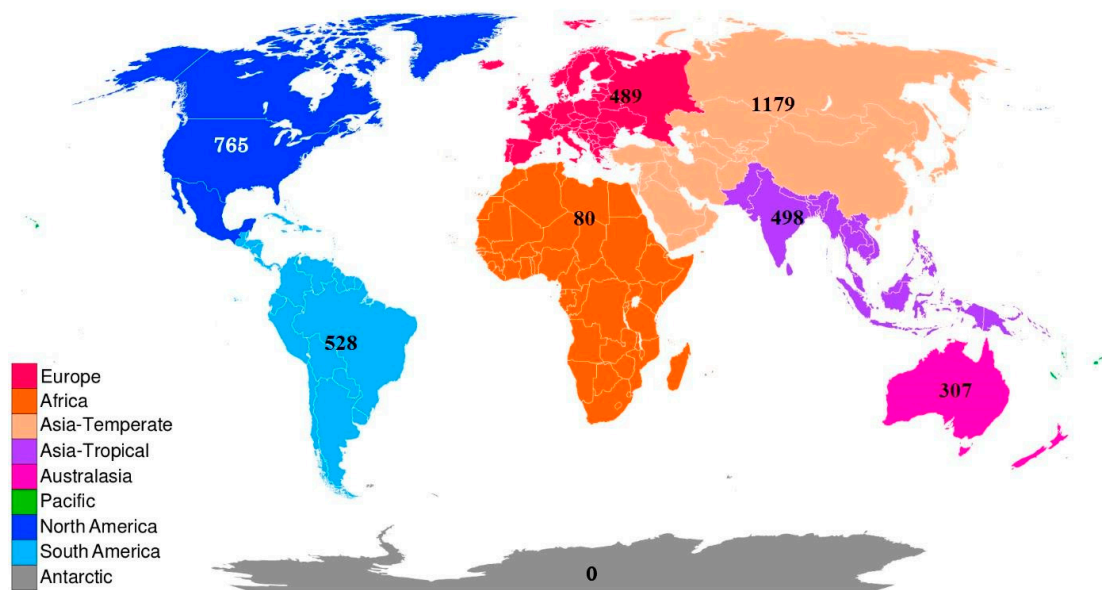 489
1179
765
80
498
528
307
0
Europe
Africa
Asia-Temperate
Asia-Tropical
Australasia
Pacific
North America
South America
Antarctic